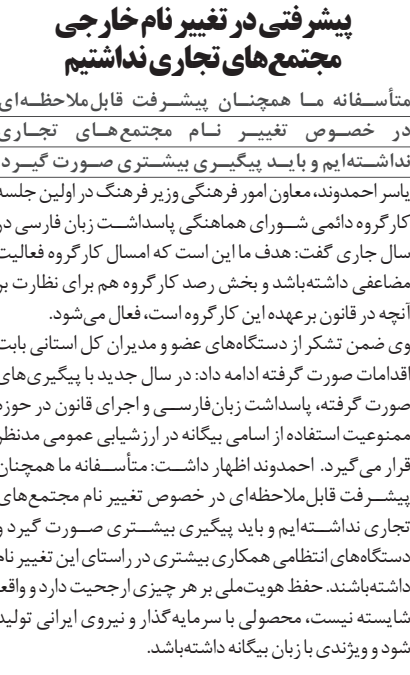 پیشرفتی در تغییر نام خارجی
مجتمع‌های تجاری نداشتیم
متأسفانه ما همچنان پیشرفت قابل‌ملاحظه‌ای
در خصوص تغییر نام مجتمع‌های تجاری
نداشته‌ایم و باید پیگیری بیشتری صورت گیرد
یاسر احمدوند، معاون امور فرهنگی وزیر فرهنگ در اولین جلسه
کارگروه دائمی شورای هماهنگی پاسداشت زبان فارسی در
سال جاری گفت: هدف ما این است که امسال کارگروه فعالیت
مضاعفی داشته‌باشد و بخش رصد کارگروه هم برای نظارت بر
آنچه در قانون برعهده این کارگروه است، فعال می‌شود.
وی ضمن تشکر از دستگاه‌های عضو و مدیران کل استانی بابت
اقدامات صورت گرفته ادامه داد: در سال جدید با پیگیری‌های
صورت گرفته، پاسداشت زبان‌فارسی و اجرای قانون در حوزه
ممنوعیت استفاده از اسامی بیگانه در ارزشیابی عمومی مدنظر
قرار می‌گیرد. احمدوند اظهار داشت: متأسفانه ما همچنان
پیشرفت قابل‌ملاحظه‌ای در خصوص تغییر نام مجتمع‌های
تجاری نداشته‌ایم و باید پیگیری بیشتری صورت گیرد و
دستگاه‌های انتظامی همکاری بیشتری در راستای این تغییر نام
داشته‌باشند. حفظ هویت‌ملی بر هر چیزی ارجحیت دارد و واقعا
شایسته نیست، محصولی با سرمایه‌گذار و نیروی ایرانی تولید
شود و ویژندی با زبان بیگانه داشته‌باشد.